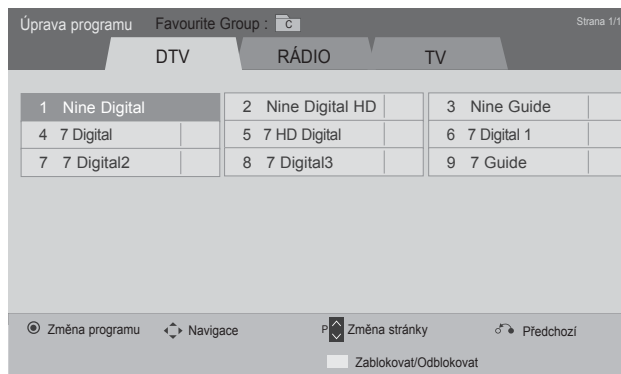 Úprava programu Favourite Group : C Strana 1/1
DTV RÁDIO TV
1 Nine Digital 2 Nine Digital HD 3 Nine Guide
4 7 Digital 5 7 HD Digital 6 7 Digital 1
7 7 Digital2 8 7 Digital3 9 7 Guide
Změna programu Navigace P Změna stránky Předchozí
Zablokovat/Odblokovat